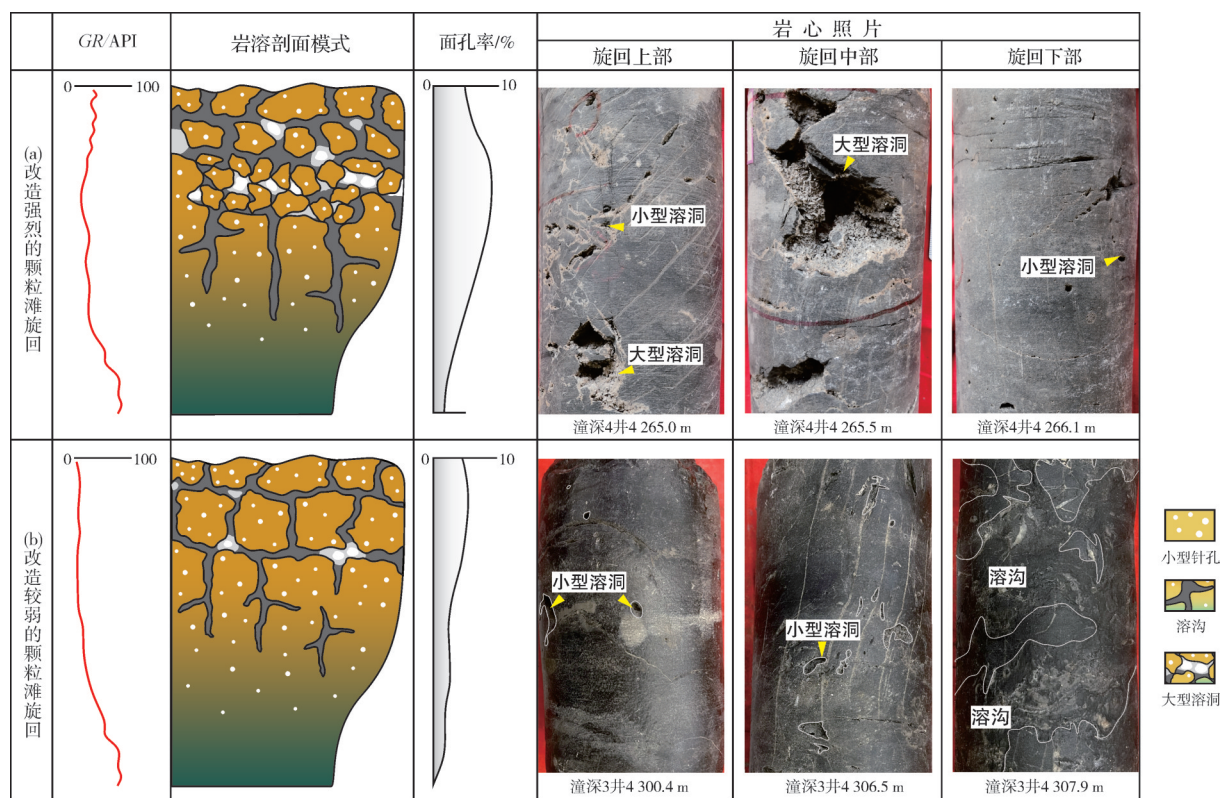 GR/API
岩溶剖面模式
面孔率/%
岩心照片
旋回上部
旋回中部
旋回下部
(a)改造强烈的颗粒滩旋回
0
100
0
10
小型溶洞
大型溶洞
大型溶洞
小型溶洞
潼深4井4 265.0 m
潼深4井4 265.5 m
潼深4井4 266.1 m
(b)改造较弱的颗粒滩旋回
0
100
0
10
小型溶洞
小型溶洞
溶沟
溶沟
潼深3井4 300.4 m
潼深3井4 306.5 m
潼深3井4 307.9 m
小型针孔
溶沟
大型溶洞